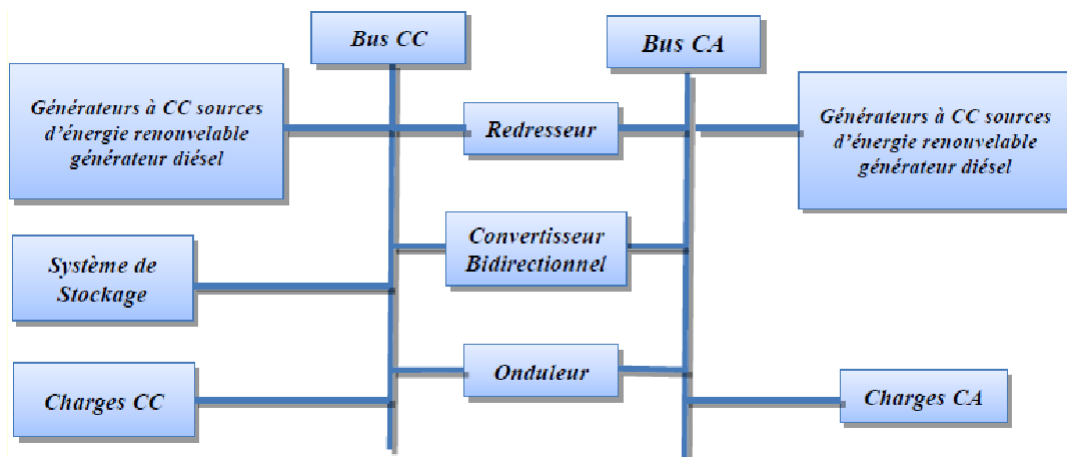 Bus CC
Bus CA
Générateurs à CC sources
d'énergie renouvelable
générateur diésel
Redresseur
Générateurs à CC sources
d'énergie renouvelable
générateur diésel
Convertisseur
Bidirectionnel
Système de
Stockage
Onduleur
Charges CC
Charges CA